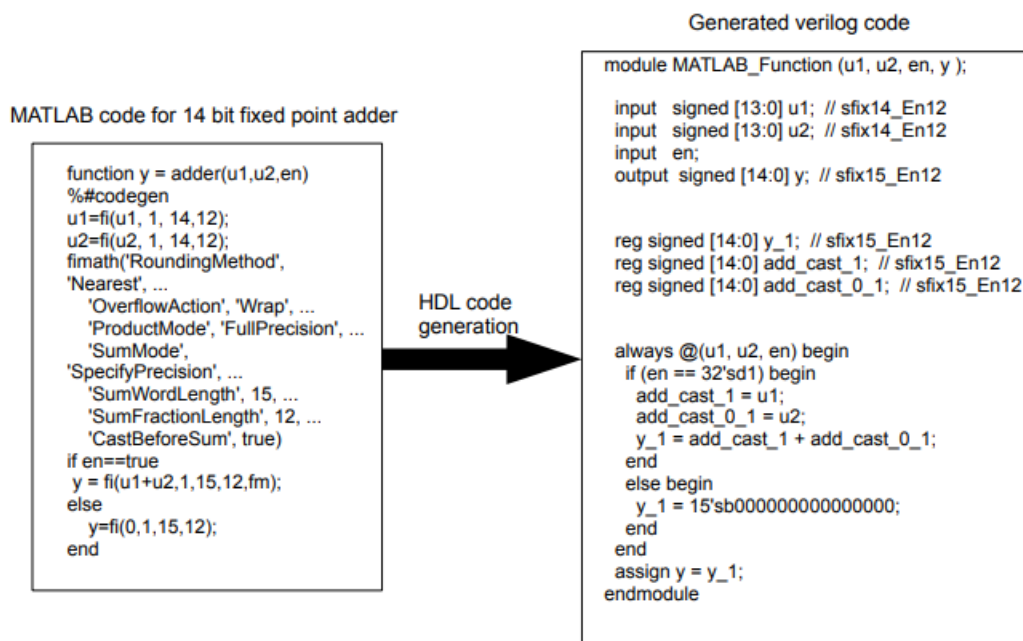 MATLAB code for 14 bit fixed point adder
function y = adder(u1,u2,en)
%#codegen
u1=fi(u1, 1, 14,12);
u2=fi(u2, 1, 14,12);
fimath('RoundingMethod',
'Nearest', ...
'OverflowAction', 'Wrap', ...
'ProductMode', 'FullPrecision', ...
'SumMode',
'SpecifyPrecision', ...
'SumWordLength', 15, ...
'SumFractionLength', 12, ...
'CastBeforeSum', true)
if en==true
y = fi(u1+u2,1,15,12,fm);
else
y=fi(0,1,15,12);
end
HDL code
generation
Generated verilog code
module MATLAB_Function (u1, u2, en, y );
input signed [13:0] u1; // sfix14_En12
input signed [13:0] u2; // sfix14_En12
input en;
output signed [14:0] y; // sfix15_En12
reg signed [14:0] y_1; // sfix15_En12
reg signed [14:0] add_cast_1; // sfix15_En12
reg signed [14:0] add_cast_0_1; // sfix15_En12
always @(u1, u2, en) begin
if (en == 32'sd1) begin
add_cast_1 = u1;
add_cast_0_1 = u2;
y_1 = add_cast_1 + add_cast_0_1;
end
else begin
y_1 = 15'sb000000000000000;
end
end
assign y = y_1;
endmodule